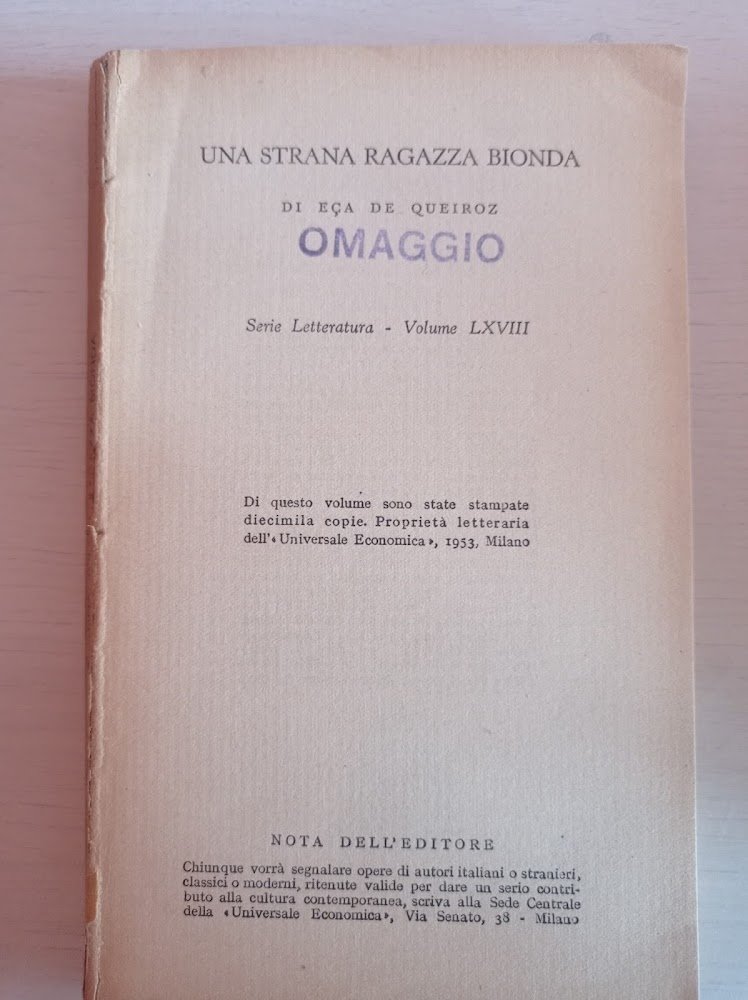 UNA STRANA RAGAZZA BIONDA
DI EÇA DE QUEIROZ
OMAGGIO
Serie Letteratura - Volume LXVIII
Di questo volume sono state stampate
diecimila copie. Proprietà letteraria
dell'« Universale Economica », 1953, Milano
NOTA DELL'EDITORE
Chiunque vorrà segnalare opere di autori italiani o stranieri,
classici o moderni, ritenute valide per dare un serio contri-
buto alla cultura contemporanea, scriva alla Sede Centrale
della « Universale Economica », Via Senato, 38 - Milano